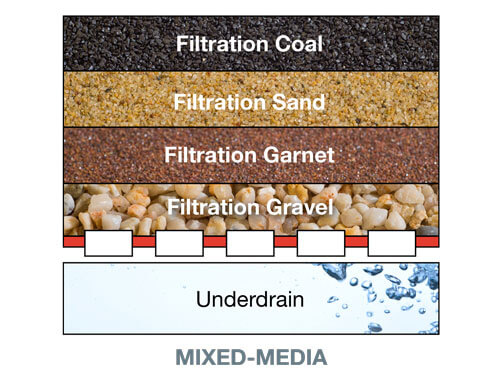 Filtration Coal
Filtration Sand
Filtration Garnet
Filtration Gravel
Underdrain
MIXED-MEDIA